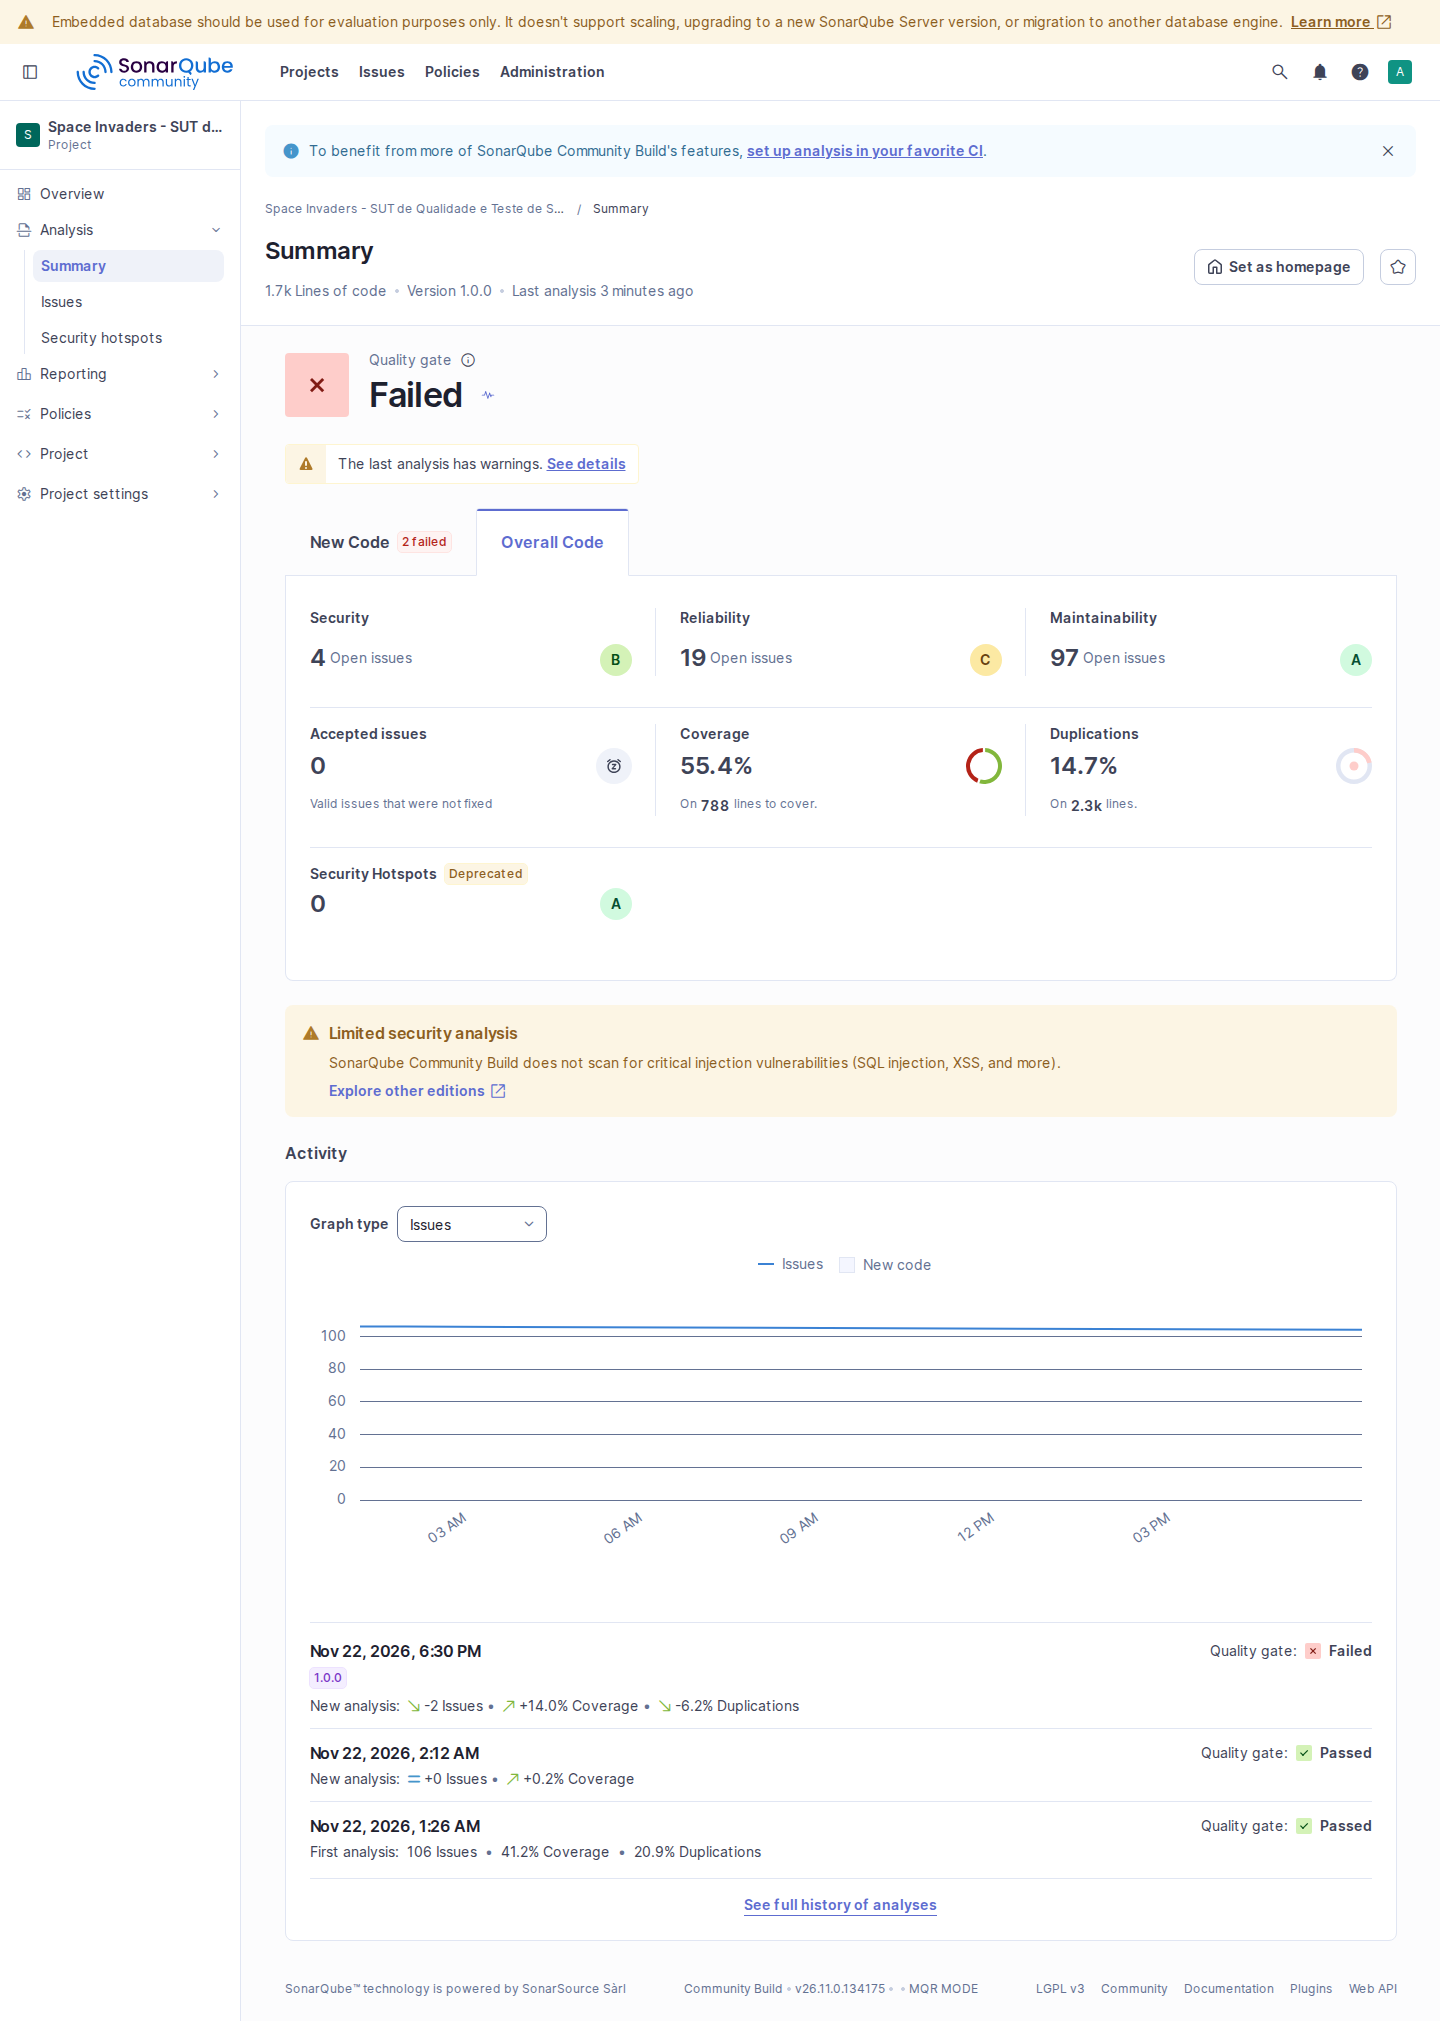 Embedded database should be used for evaluation purposes only. It doesn't support scaling, upgrading to a new SonarQube Server version, or migration to another database engine. Learn more
SonarQube community
Projects Issues Policies Administration
A
S
Space Invaders - SUT d...
Project
Overview
Analysis
Summary
Issues
Security hotspots
Reporting
Policies
Project
Project settings
To benefit from more of SonarQube Community Build's features, set up analysis in your favorite CI.
Space Invaders - SUT de Qualidade e Teste de S... / Summary
Summary
Set as homepage
1.7k Lines of code • Version 1.0.0 • Last analysis 3 minutes ago
Quality gate
Failed
The last analysis has warnings. See details
New Code 2 failed Overall Code
Security Reliability Maintainability
4 Open issues B 19 Open issues C 97 Open issues A
Accepted issues Coverage Duplications
0 55.4% 14.7%
Valid issues that were not fixed On 788 lines to cover. On 2.3k lines.
Security Hotspots Deprecated
0 A
Limited security analysis
SonarQube Community Build does not scan for critical injection vulnerabilities (SQL injection, XSS, and more).
Explore other editions
Activity
Graph type Issues
Issues New code
100
80
60
40
20
0
03 AM 06 AM 09 AM 12 PM 03 PM
Nov 22, 2026, 6:30 PM Quality gate: Failed
1.0.0
New analysis: -2 Issues • +14.0% Coverage • -6.2% Duplications
Nov 22, 2026, 2:12 AM Quality gate: Passed
New analysis: +0 Issues • +0.2% Coverage
Nov 22, 2026, 1:26 AM Quality gate: Passed
First analysis: 106 Issues • 41.2% Coverage • 20.9% Duplications
See full history of analyses
SonarQube™ technology is powered by SonarSource Sàrl Community Build • v26.11.0.134175 • • MQR MODE LGPL v3 Community Documentation Plugins Web API